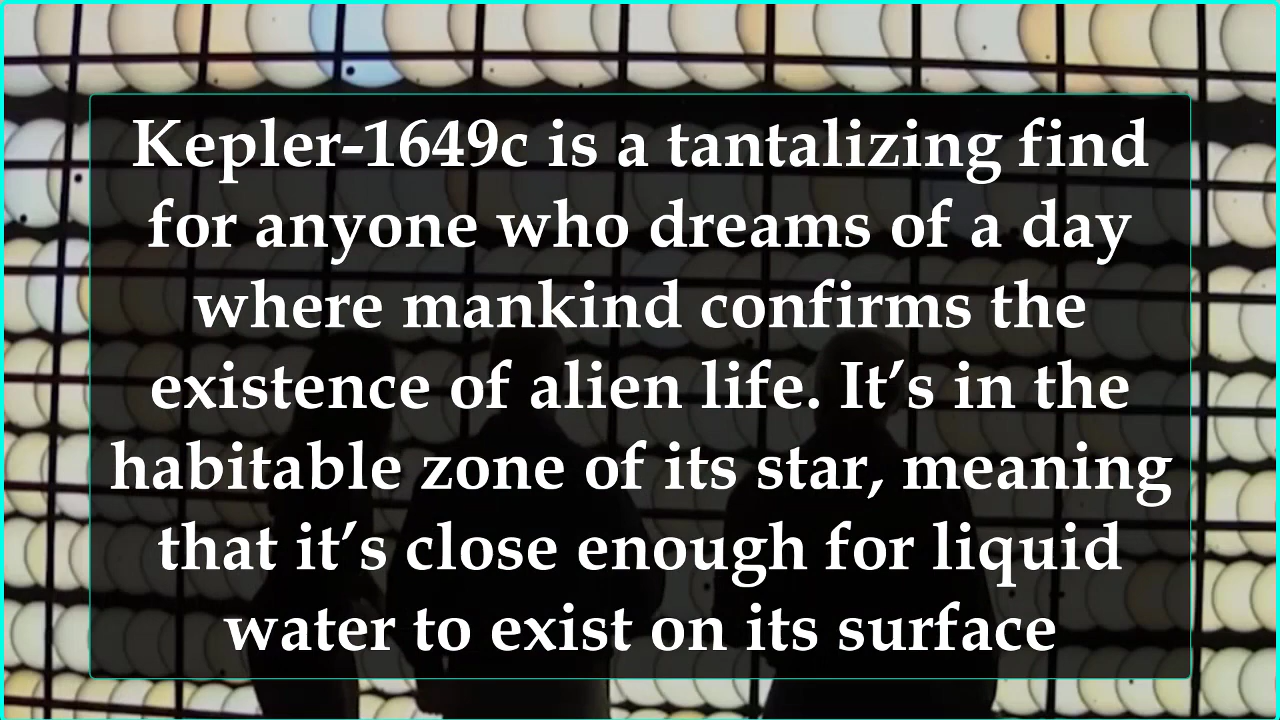 Kepler-1649c is a tantalizing find
for anyone who dreams of a day
where mankind confirms the
existence of alien life. It’s in the
habitable zone of its star, meaning
that it’s close enough for liquid
water to exist on its surface